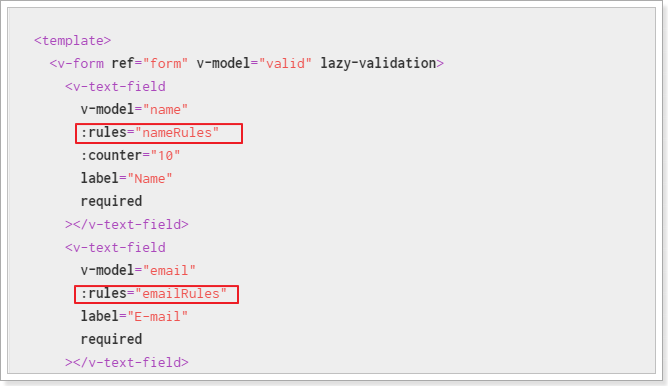 <template>
<v-form ref="form" v-model="valid" lazy-validation>
<v-text-field
v-model="name"
:rules="nameRules"
:counter="10"
label="Name"
required
></v-text-field>
<v-text-field
v-model="email"
:rules="emailRules"
label="E-mail"
required
></v-text-field>